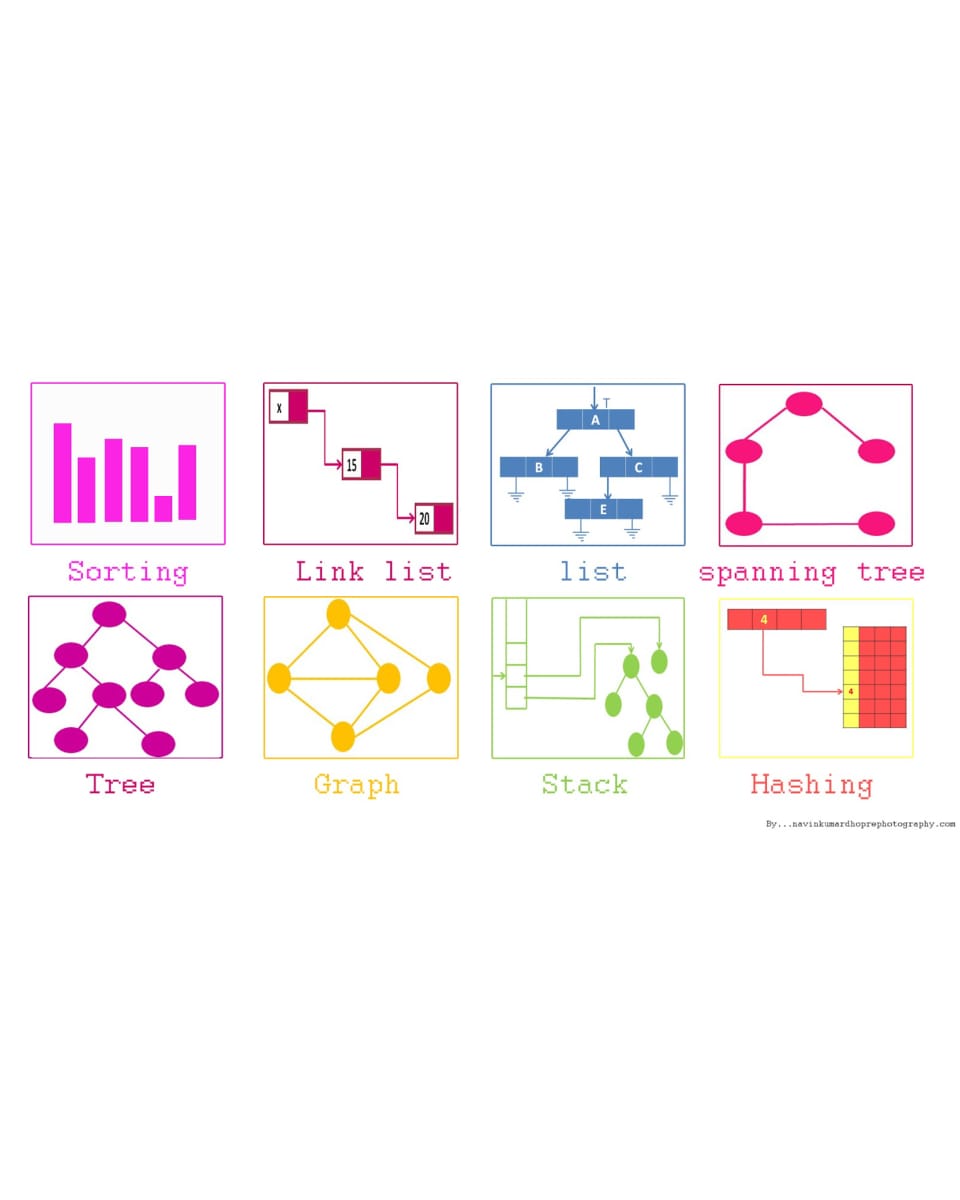 x
15
20
T
A
B
C
E
Sorting
Link list
list
spanning tree
4
4
Tree
Graph
Stack
Hashing
By...navinkumardhoprephotography.com